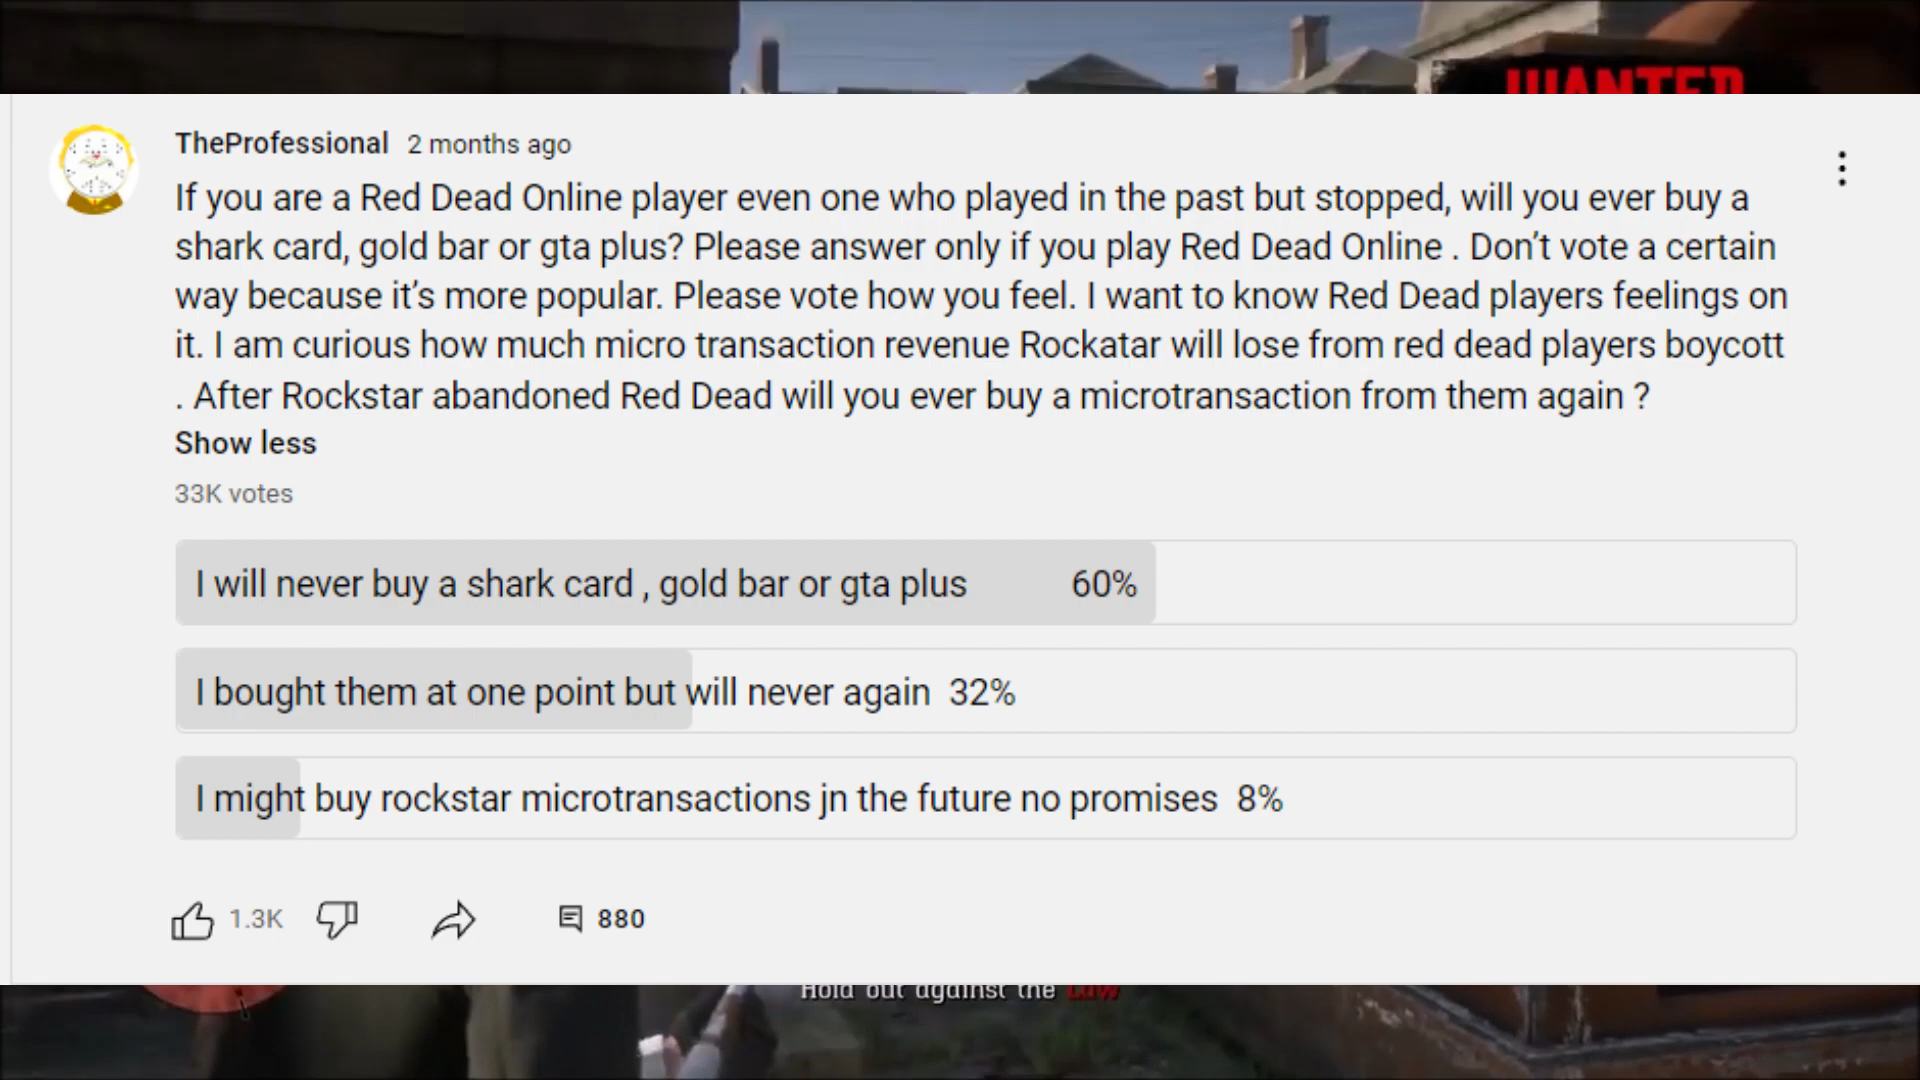 WANTED
TheProfessional 2 months ago
If you are a Red Dead Online player even one who played in the past but stopped, will you ever buy a
shark card, gold bar or gta plus? Please answer only if you play Red Dead Online . Don’t vote a certain
way because it’s more popular. Please vote how you feel. I want to know Red Dead players feelings on
it. I am curious how much micro transaction revenue Rockatar will lose from red dead players boycott
. After Rockstar abandoned Red Dead will you ever buy a microtransaction from them again ?
Show less
33K votes
I will never buy a shark card , gold bar or gta plus 60%
I bought them at one point but will never again 32%
I might buy rockstar microtransactions jn the future no promises 8%
1.3K 880
Hold out against the Law